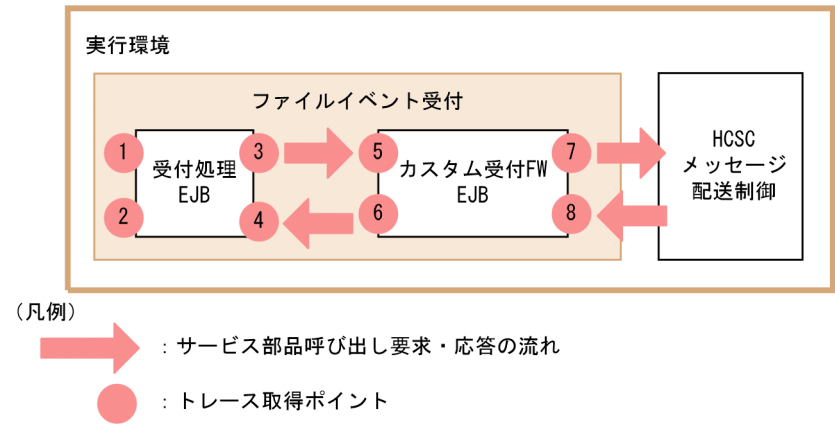 実行環境
ファイルイベント受付
1
2
受付処理
EJB
3
4
5
6
カスタム受付FW
EJB
7
8
HCSC
メッセージ
配送制御
(凡例)
：サービス部品呼び出し要求・応答の流れ
：トレース取得ポイント